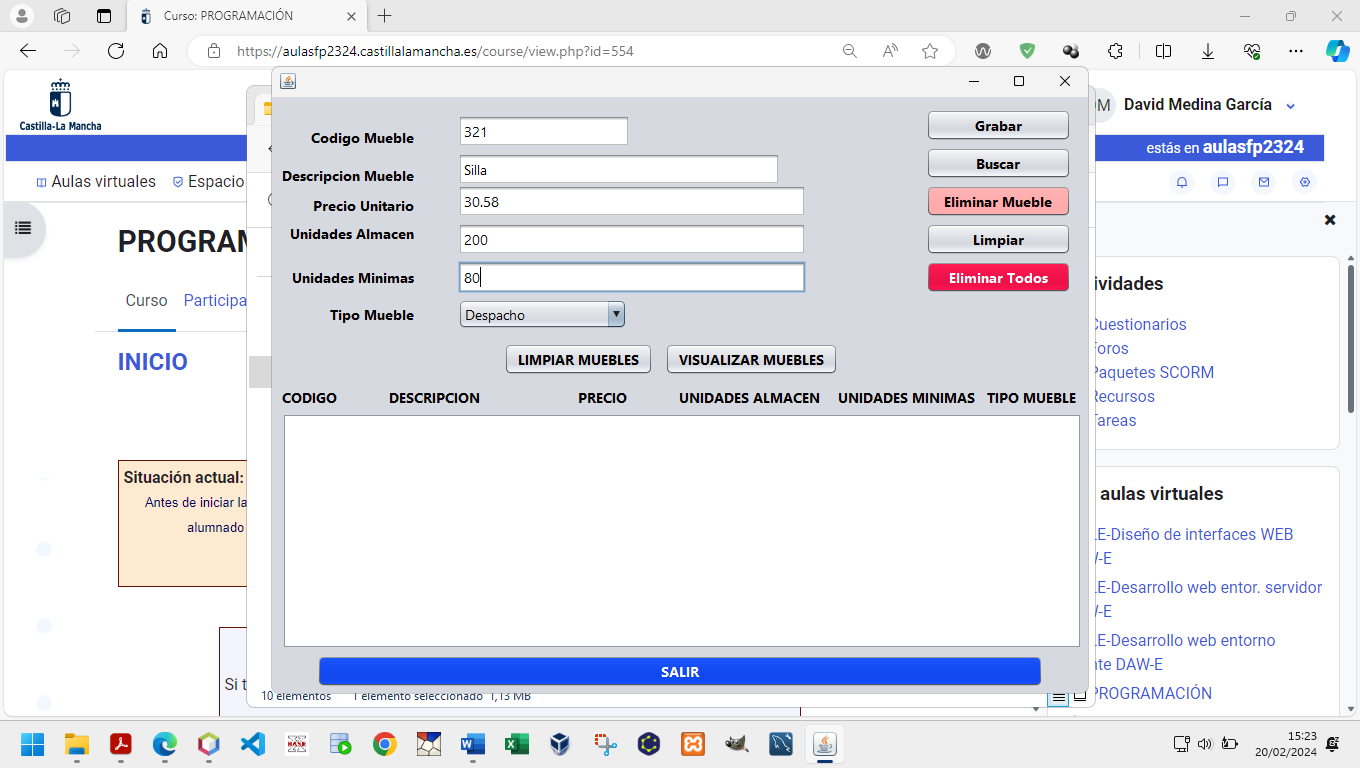 Curso: PROGRAMACIÓN
https://aulasfp2324.castillalamancha.es/course/view.php?id=554
Castilla-La Mancha
David Medina García
estás en aulasfp2324
Aulas virtuales
Espacio
PROGRAM
Curso
Participa
INICIO
Situación actual:
Antes de iniciar la
alumnado
Si t
Codigo Mueble
321
Grabar
Descripcion Mueble
Silla
Buscar
Precio Unitario
30.58
Eliminar Mueble
Unidades Almacen
200
Limpiar
Unidades Minimas
80
Eliminar Todos
Tipo Mueble
Despacho
LIMPIAR MUEBLES
VISUALIZAR MUEBLES
CODIGO DESCRIPCION PRECIO UNIDADES ALMACEN UNIDADES MINIMAS TIPO MUEBLE
SALIR
10 elementos
1 elemento seleccionado 1,13 MB
ividades
Cuestionarios
Foros
Paquetes SCORM
Recursos
Tareas
aulas virtuales
LE-Diseño de interfaces WEB
V-E
LE-Desarrollo web entor. servidor
V-E
LE-Desarrollo web entorno
nte DAW-E
PROGRAMACIÓN
15:23
20/02/2024